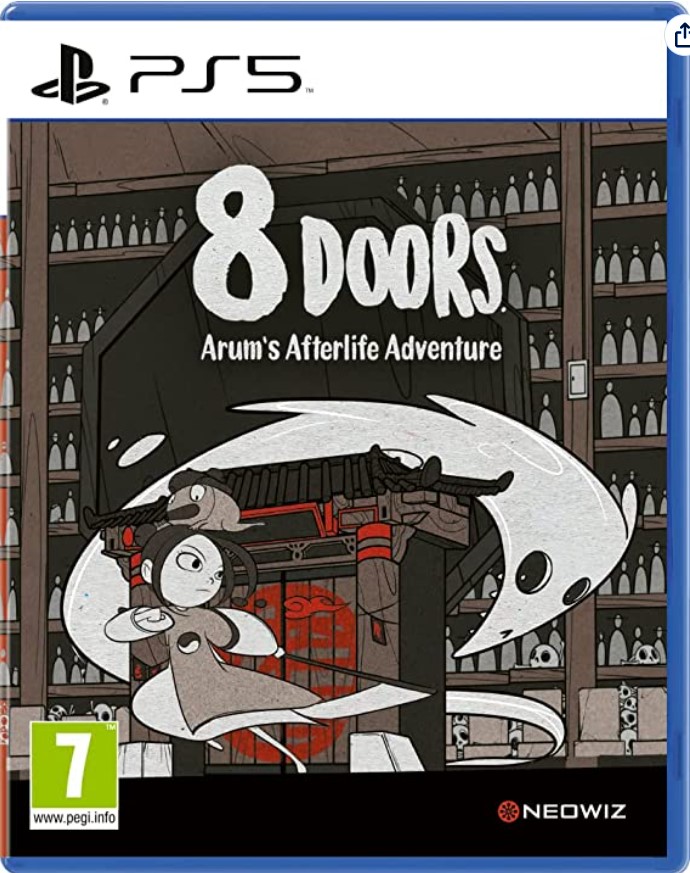 PS5
8 DOORS.
Arum's Afterlife Adventure
7
www.pegi.info
NEOWIZ